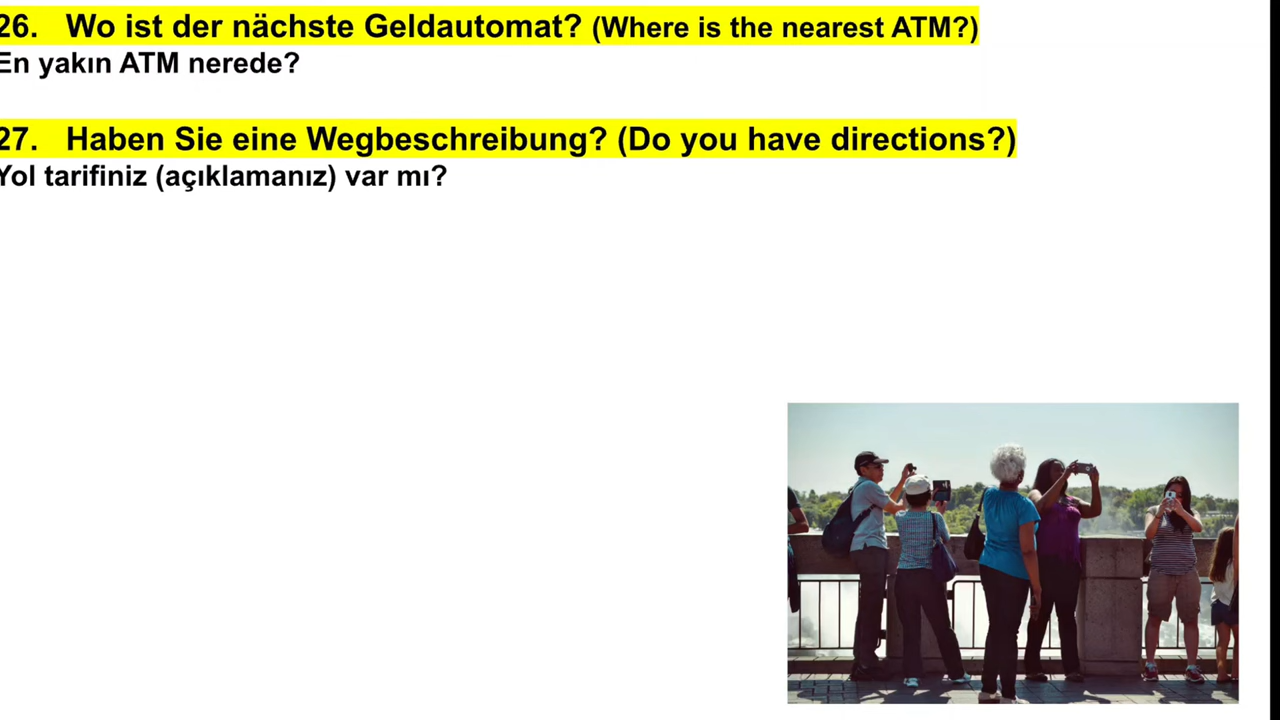 26. Wo ist der nächste Geldautomat? (Where is the nearest ATM?)
En yakın ATM nerede?
27. Haben Sie eine Wegbeschreibung? (Do you have directions?)
Yol tarifiniz (açıklamanız) var mı?